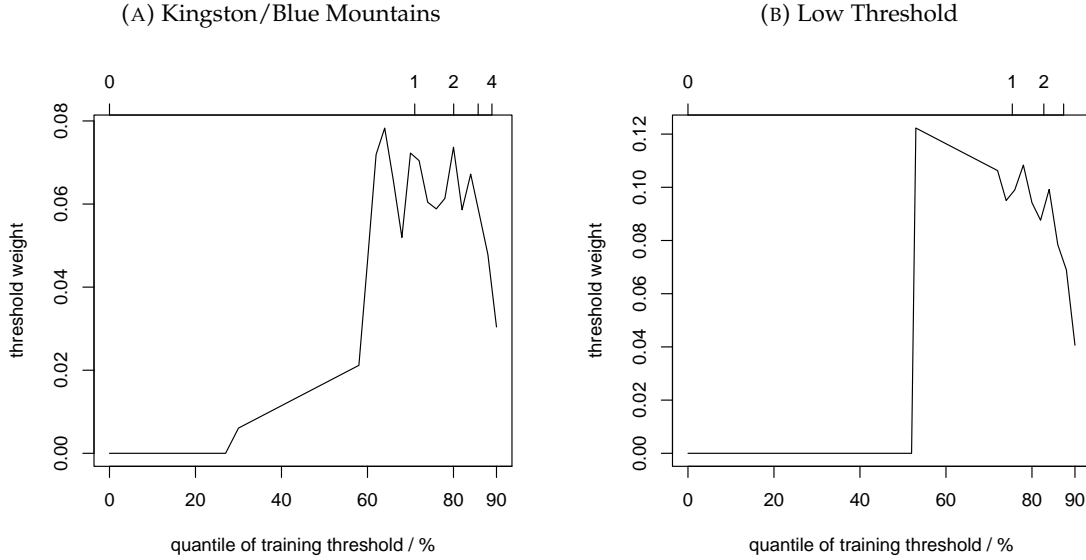 (A) Kingston/Blue Mountains
(B) Low Threshold
0 1 2 4
0 1 2
0.00 0.02 0.04 0.06 0.08
threshold weight
0 20 40 60 80 90
quantile of training threshold / %
0.00 0.02 0.04 0.06 0.08 0.10 0.12
threshold weight
0 20 40 60 80 90
quantile of training threshold / %